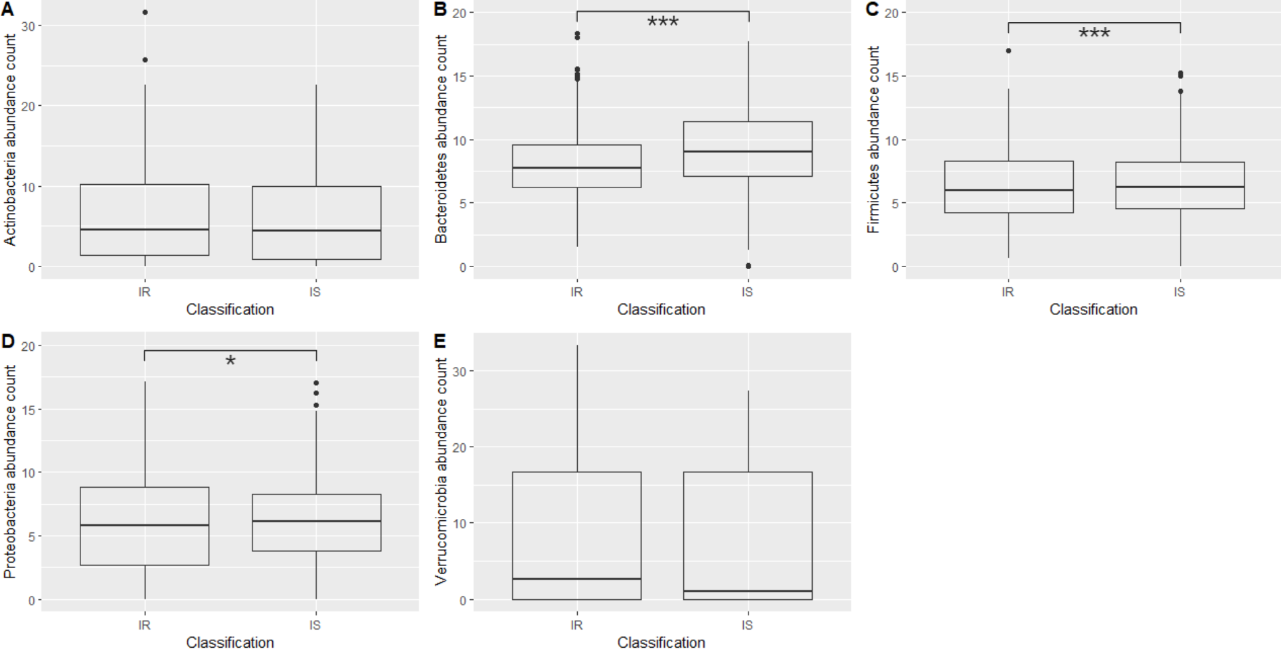 A
Actinobacteria abundance count
30
20
10
0
IR IS
Classification
B
Bacteroidetes abundance count
20
15
10
5
0
***
IR IS
Classification
C
Firmicutes abundance count
20
15
10
5
0
***
IR IS
Classification
D
Proteobacteria abundance count
20
15
10
5
0
*
IR IS
Classification
E
Verrucomicrobia abundance count
30
20
10
0
IR IS
Classification